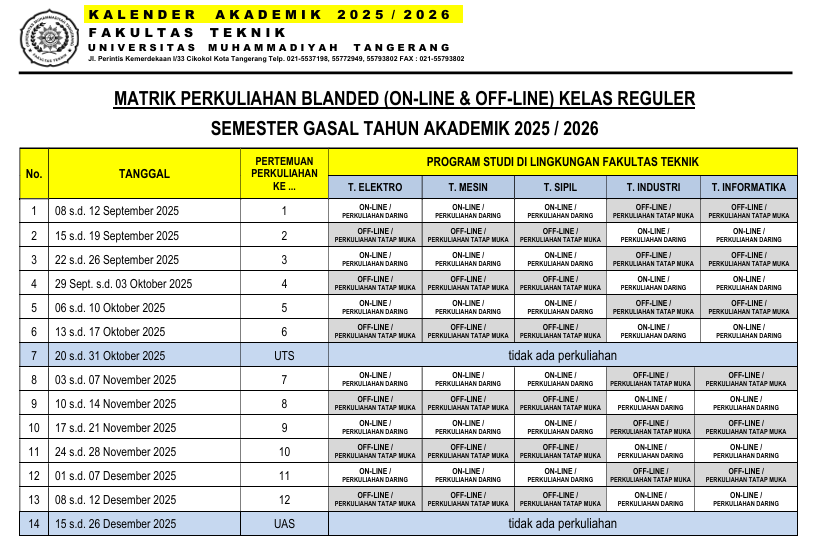 KALENDER AKADEMIK 2025/2026
FAKULTAS TEKNIK
UNIVERSITAS MUHAMMADIYAH TANGERANG
Jl. Perintis Kemerdekaan I/33 Cikokol Kota Tangerang Telp. 021-5537198, 55772949, 55793802 FAX : 021-55793802
MATRIK PERKULIAHAN BLANDED (ON-LINE & OFF-LINE) KELAS REGULER
SEMESTER GASAL TAHUN AKADEMIK 2025 / 2026
No. TANGGAL PERTEMUAN PERKULIAHAN KE ... PROGRAM STUDI DI LINGKUNGAN FAKULTAS TEKNIK
T. ELEKTRO T. MESIN T. SIPIL T. INDUSTRI T. INFORMATIKA
1 08 s.d. 12 September 2025 1 ON-LINE / PERKULIAHAN DARING ON-LINE / PERKULIAHAN DARING ON-LINE / PERKULIAHAN DARING OFF-LINE / PERKULIAHAN TATAP MUKA OFF-LINE / PERKULIAHAN TATAP MUKA
2 15 s.d. 19 September 2025 2 OFF-LINE / PERKULIAHAN TATAP MUKA OFF-LINE / PERKULIAHAN TATAP MUKA OFF-LINE / PERKULIAHAN TATAP MUKA ON-LINE / PERKULIAHAN DARING ON-LINE / PERKULIAHAN DARING
3 22 s.d. 26 September 2025 3 ON-LINE / PERKULIAHAN DARING ON-LINE / PERKULIAHAN DARING ON-LINE / PERKULIAHAN DARING OFF-LINE / PERKULIAHAN TATAP MUKA OFF-LINE / PERKULIAHAN TATAP MUKA
4 29 Sept. s.d. 03 Oktober 2025 4 OFF-LINE / PERKULIAHAN TATAP MUKA OFF-LINE / PERKULIAHAN TATAP MUKA OFF-LINE / PERKULIAHAN TATAP MUKA ON-LINE / PERKULIAHAN DARING ON-LINE / PERKULIAHAN DARING
5 06 s.d. 10 Oktober 2025 5 ON-LINE / PERKULIAHAN DARING ON-LINE / PERKULIAHAN DARING ON-LINE / PERKULIAHAN DARING OFF-LINE / PERKULIAHAN TATAP MUKA OFF-LINE / PERKULIAHAN TATAP MUKA
6 13 s.d. 17 Oktober 2025 6 OFF-LINE / PERKULIAHAN TATAP MUKA OFF-LINE / PERKULIAHAN TATAP MUKA OFF-LINE / PERKULIAHAN TATAP MUKA ON-LINE / PERKULIAHAN DARING ON-LINE / PERKULIAHAN DARING
7 20 s.d. 31 Oktober 2025 UTS tidak ada perkuliahan
8 03 s.d. 07 November 2025 7 ON-LINE / PERKULIAHAN DARING ON-LINE / PERKULIAHAN DARING ON-LINE / PERKULIAHAN DARING OFF-LINE / PERKULIAHAN TATAP MUKA OFF-LINE / PERKULIAHAN TATAP MUKA
9 10 s.d. 14 November 2025 8 OFF-LINE / PERKULIAHAN TATAP MUKA OFF-LINE / PERKULIAHAN TATAP MUKA OFF-LINE / PERKULIAHAN TATAP MUKA ON-LINE / PERKULIAHAN DARING ON-LINE / PERKULIAHAN DARING
10 17 s.d. 21 November 2025 9 ON-LINE / PERKULIAHAN DARING ON-LINE / PERKULIAHAN DARING ON-LINE / PERKULIAHAN DARING OFF-LINE / PERKULIAHAN TATAP MUKA OFF-LINE / PERKULIAHAN TATAP MUKA
11 24 s.d. 28 November 2025 10 OFF-LINE / PERKULIAHAN TATAP MUKA OFF-LINE / PERKULIAHAN TATAP MUKA OFF-LINE / PERKULIAHAN TATAP MUKA ON-LINE / PERKULIAHAN DARING ON-LINE / PERKULIAHAN DARING
12 01 s.d. 07 Desember 2025 11 ON-LINE / PERKULIAHAN DARING ON-LINE / PERKULIAHAN DARING ON-LINE / PERKULIAHAN DARING OFF-LINE / PERKULIAHAN TATAP MUKA OFF-LINE / PERKULIAHAN TATAP MUKA
13 08 s.d. 12 Desember 2025 12 OFF-LINE / PERKULIAHAN TATAP MUKA OFF-LINE / PERKULIAHAN TATAP MUKA OFF-LINE / PERKULIAHAN TATAP MUKA ON-LINE / PERKULIAHAN DARING ON-LINE / PERKULIAHAN DARING
14 15 s.d. 26 Desember 2025 UAS tidak ada perkuliahan